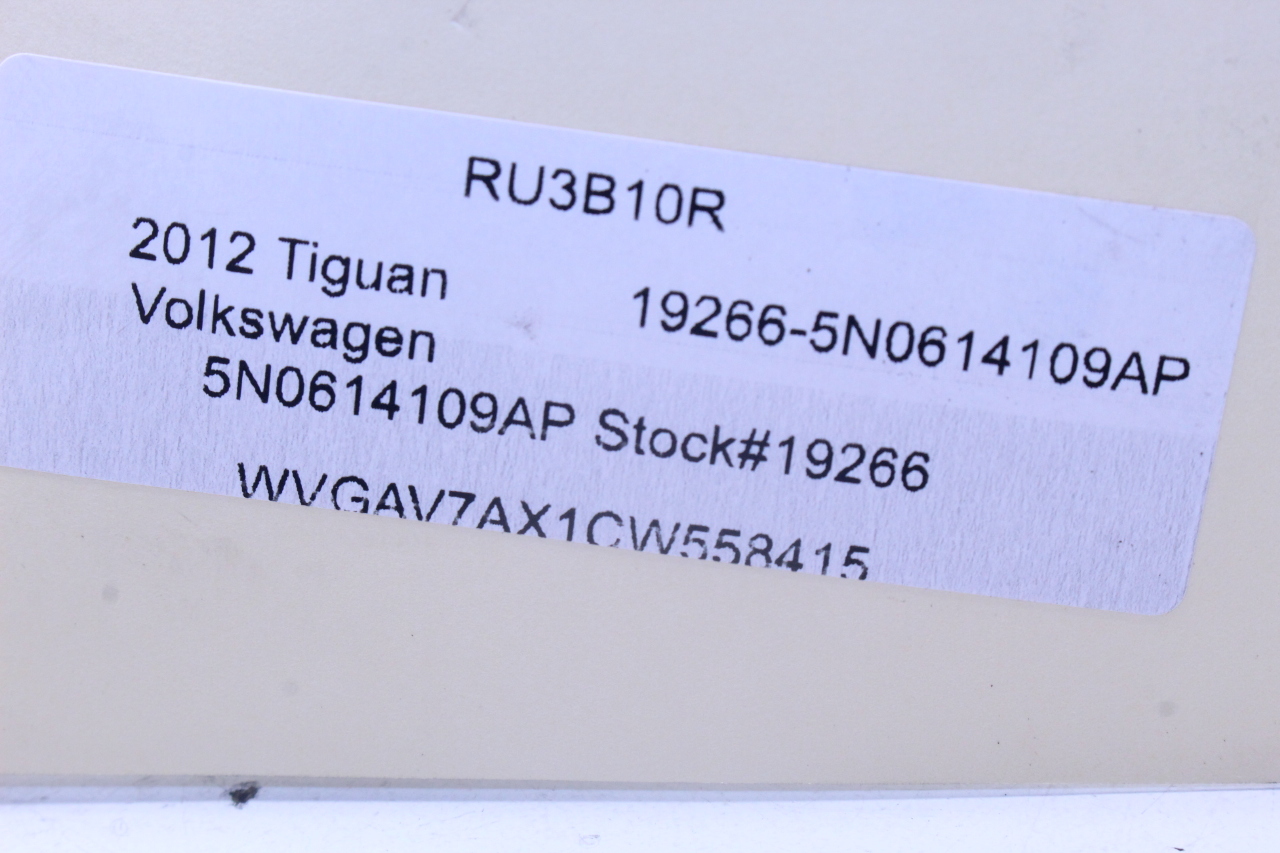 RU3B10R
2012 Tiguan
Volkswagen
19266-5N0614109AP
5N0614109AP Stock#19266
WVGAV7AX1CW558415